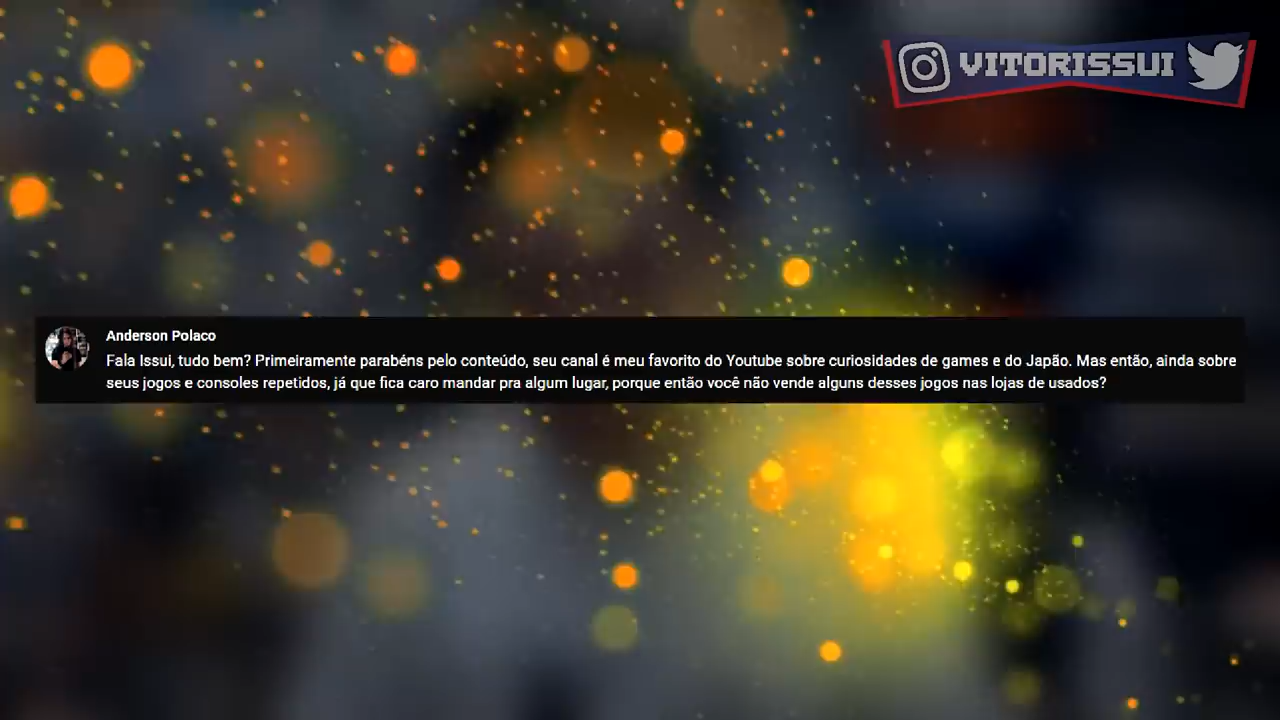 VITORISSUI
Anderson Polaco
Fala Issui, tudo bem? Primeiramente parabéns pelo conteúdo, seu canal é meu favorito do Youtube sobre curiosidades de games e do Japão. Mas então, ainda sobre
seus jogos e consoles repetidos, já que fica caro mandar pra algum lugar, porque então você não vende alguns desses jogos nas lojas de usados?